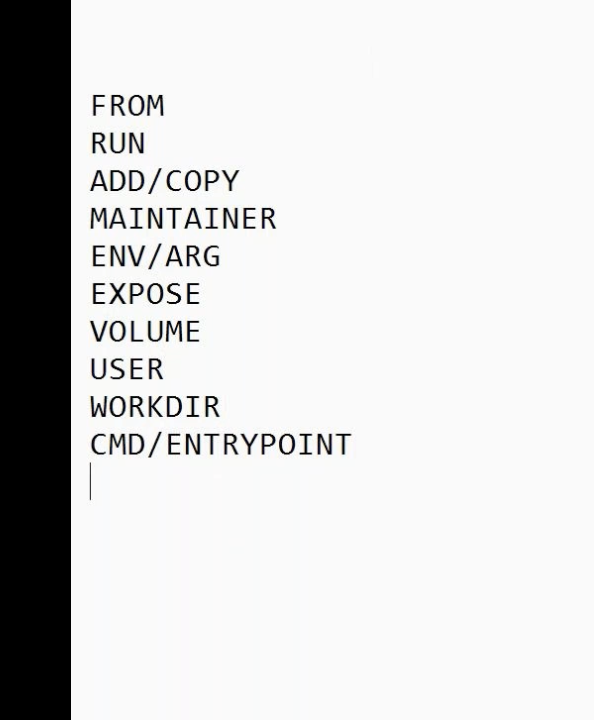 FROM
RUN
ADD/COPY
MAINTAINER
ENV/ARG
EXPOSE
VOLUME
USER
WORKDIR
CMD/ENTRYPOINT